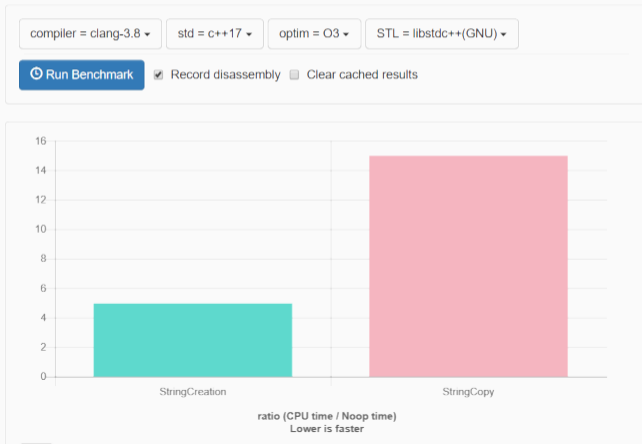 compiler = clang-3.8
std = c++17
optim = O3
STL = libstdc++(GNU)
Run Benchmark
Record disassembly
Clear cached results
16
14
12
10
8
6
4
2
0
StringCreation
StringCopy
ratio (CPU time / Noop time)
Lower is faster